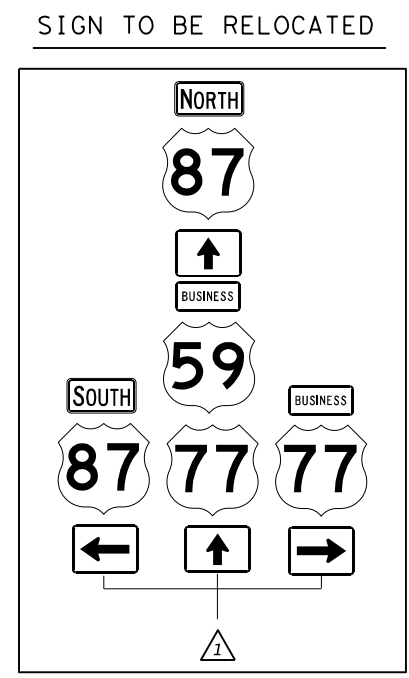 SIGN TO BE RELOCATED
NORTH
87
BUSINESS
59
SOUTH
BUSINESS
87 77 77
1